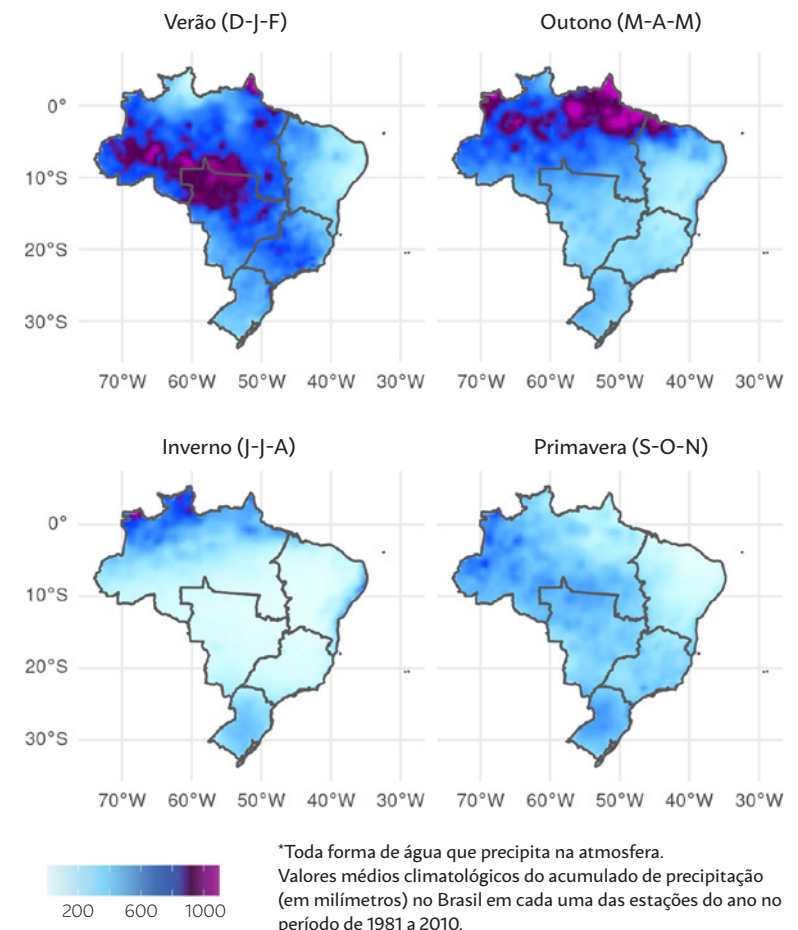 Verão (D-J-F)
Outono (M-A-M)
0°
10°S
20°S
30°S
70°W 60°W 50°W 40°W 30°W
70°W 60°W 50°W 40°W 30°W
Inverno (J-J-A)
Primavera (S-O-N)
0°
10°S
20°S
30°S
70°W 60°W 50°W 40°W 30°W
70°W 60°W 50°W 40°W 30°W
200 600 1000
*Toda forma de água que precipita na atmosfera.
Valores médios climatológicos do acumulado de precipitação
(em milímetros) no Brasil em cada uma das estações do ano no
período de 1981 a 2010.